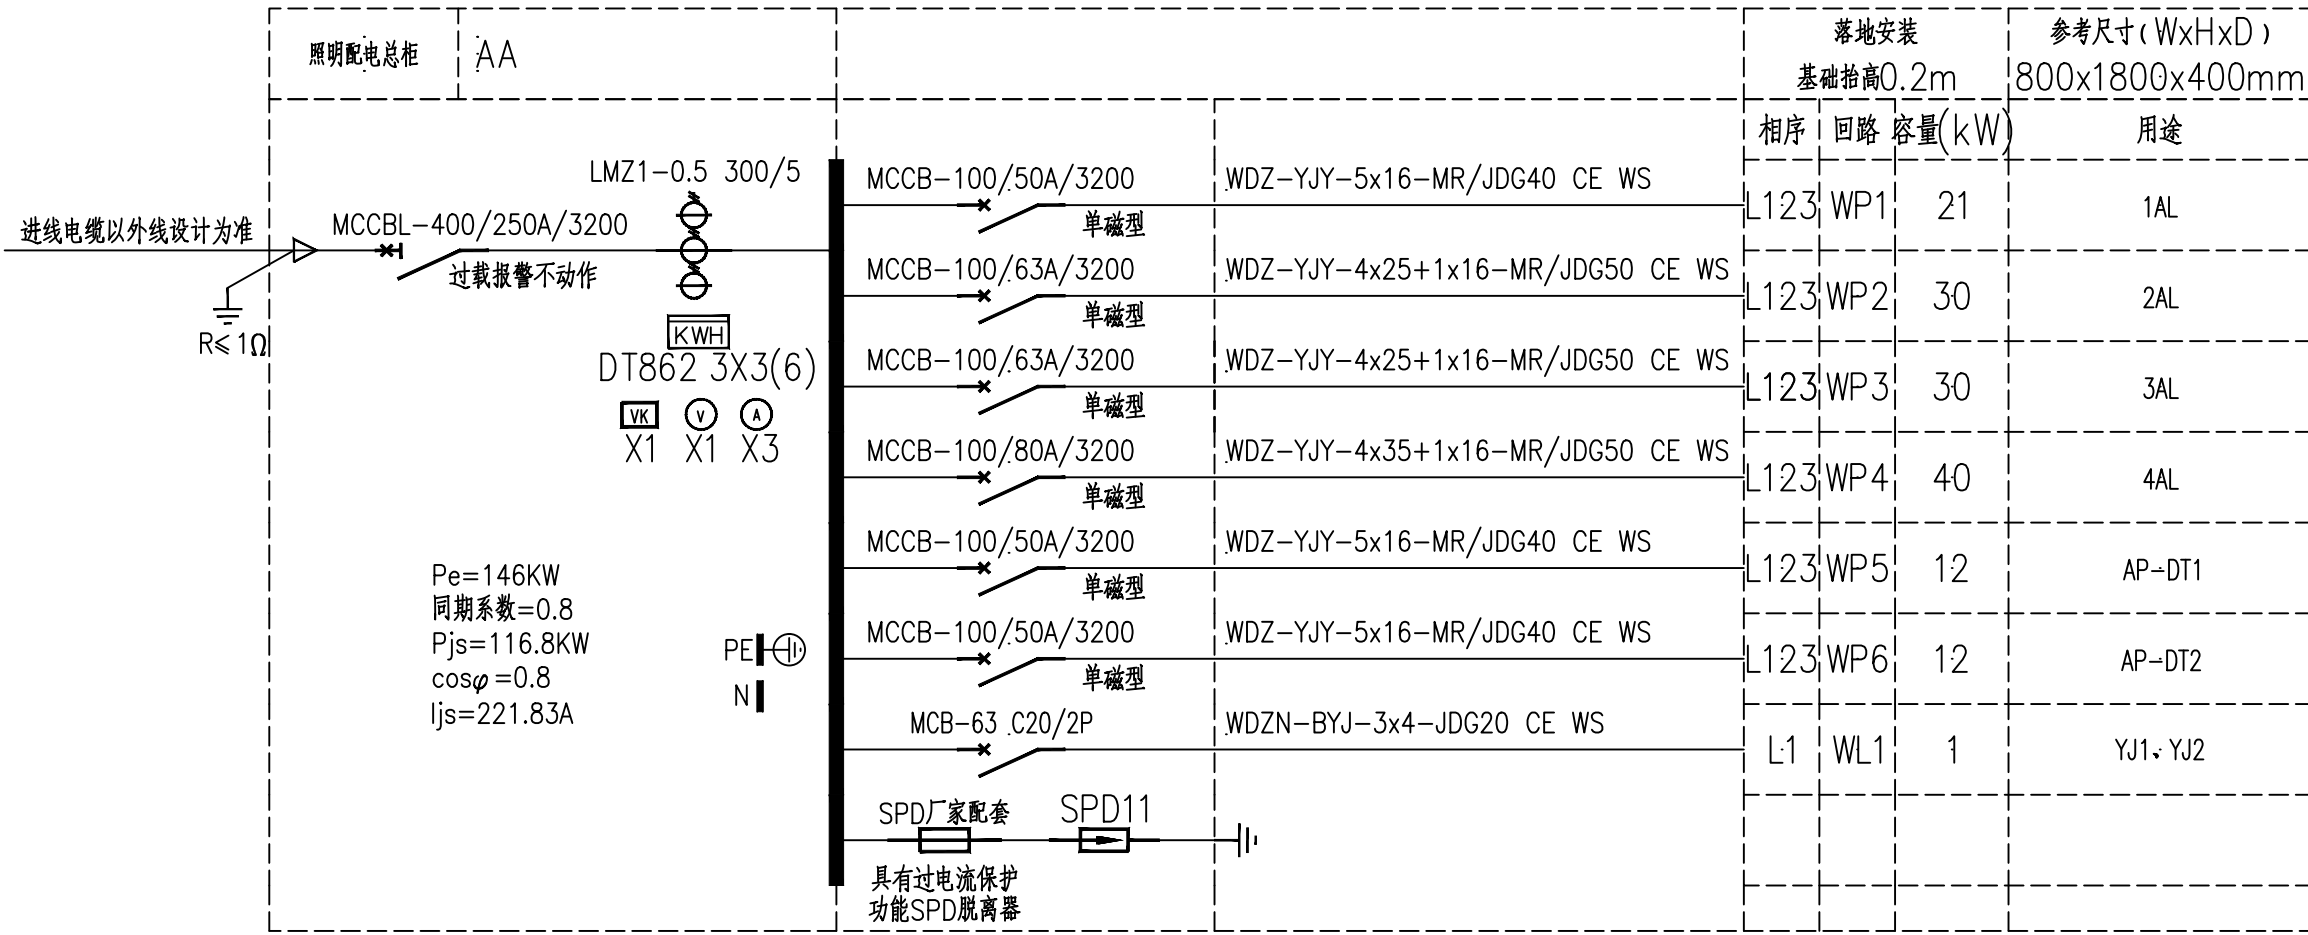 照明配电总柜 AA
落地安装
基础抬高0.2m
参考尺寸(WxHxD)
800x1800x400mm
相序 回路 容量(kW) 用途
进线电缆以外线设计为准
R≤1Ω
MCCBL-400/250A/3200
过载报警不动作
LMZ1-0.5 300/5
KWH
DT862 3X3(6)
VK V A
X1 X1 X3
Pe=146KW
同期系数=0.8
Pjs=116.8KW
cosφ=0.8
Ijs=221.83A
PE
N
MCCB-100/50A/3200 WDZ-YJY-5x16-MR/JDG40 CE WS
单磁型
L123 WP1 21 1AL
MCCB-100/63A/3200 WDZ-YJY-4x25+1x16-MR/JDG50 CE WS
单磁型
L123 WP2 30 2AL
MCCB-100/63A/3200 WDZ-YJY-4x25+1x16-MR/JDG50 CE WS
单磁型
L123 WP3 30 3AL
MCCB-100/80A/3200 WDZ-YJY-4x35+1x16-MR/JDG50 CE WS
单磁型
L123 WP4 40 4AL
MCCB-100/50A/3200 WDZ-YJY-5x16-MR/JDG40 CE WS
单磁型
L123 WP5 12 AP-DT1
MCCB-100/50A/3200 WDZ-YJY-5x16-MR/JDG40 CE WS
单磁型
L123 WP6 12 AP-DT2
MCB-63 C20/2P WDZN-BYJ-3x4-JDG20 CE WS
L1 WL1 1 YJ1、YJ2
SPD厂家配套 SPD11
具有过电流保护
功能SPD脱离器